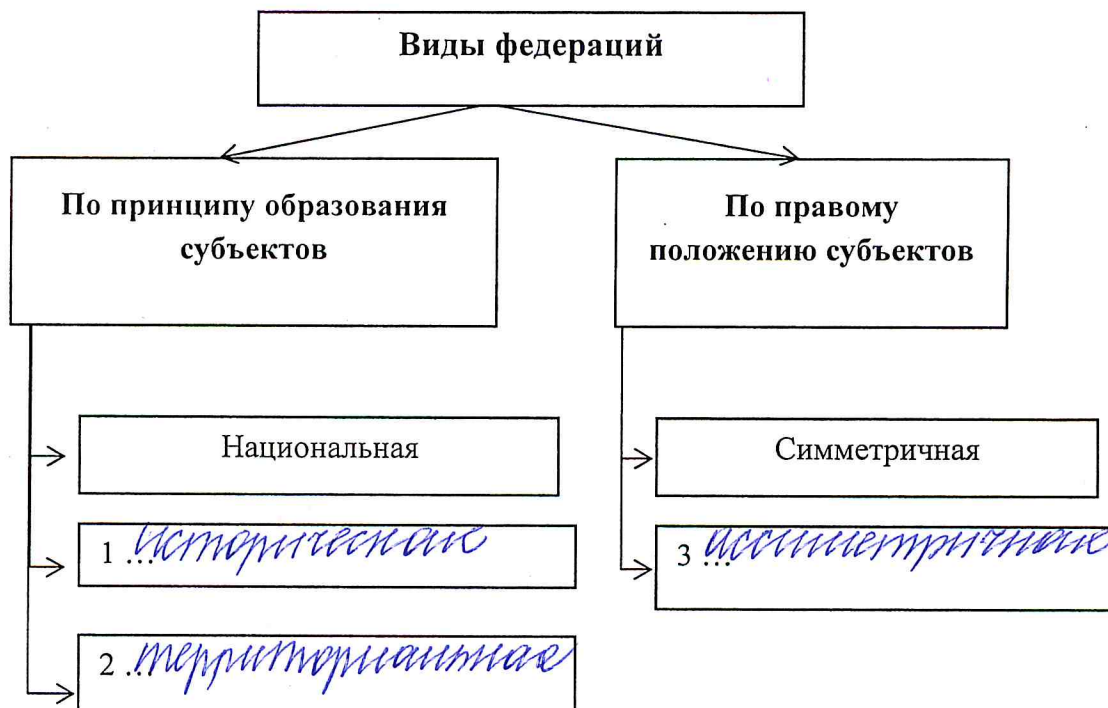 Виды федераций
По принципу образования
субъектов
Национальная
1 ... историческая
2 ... территориальная
По правому
положению субъектов
Симметричная
3 ... ассиметричная